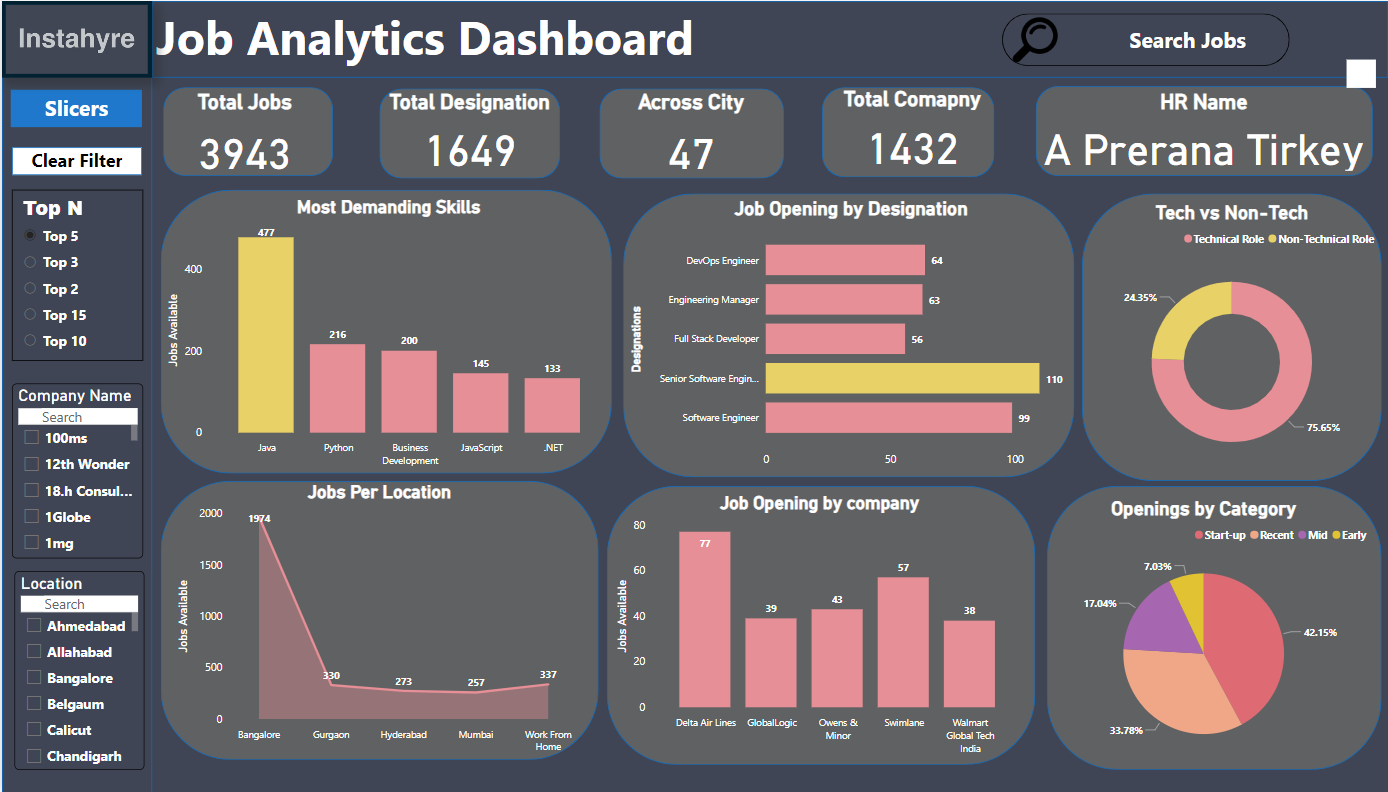 Instahyre
Job Analytics Dashboard
Search Jobs
Slicers
Clear Filter
Top N
Top 5
Top 3
Top 2
Top 15
Top 10
Company Name
Search
100ms
12th Wonder
18.h Consul...
1Globe
1mg
Location
Search
Ahmedabad
Allahabad
Bangalore
Belgaum
Calicut
Chandigarh
Total Jobs
3943
Total Designation
1649
Across City
47
Total Comapny
1432
HR Name
A Prerana Tirkey
Most Demanding Skills
Jobs Available
400
200
0
477
216
200
145
133
Java
Python
Business
Development
JavaScript
.NET
Job Opening by Designation
Designations
DevOps Engineer
64
Engineering Manager
63
Full Stack Developer
56
Senior Software Engin...
110
Software Engineer
99
0
50
100
Tech vs Non-Tech
Technical Role
Non-Technical Role
24.35%
75.65%
Jobs Per Location
Jobs Available
2000
1500
1000
500
0
1974
330
273
257
337
Bangalore
Gurgaon
Hyderabad
Mumbai
Work From
Home
Job Opening by company
Jobs Available
80
60
40
20
0
77
39
43
57
38
Delta Air Lines
GlobalLogic
Owens &
Minor
Swimlane
Walmart
Global Tech
India
Openings by Category
Start-up
Recent
Mid
Early
7.03%
17.04%
42.15%
33.78%